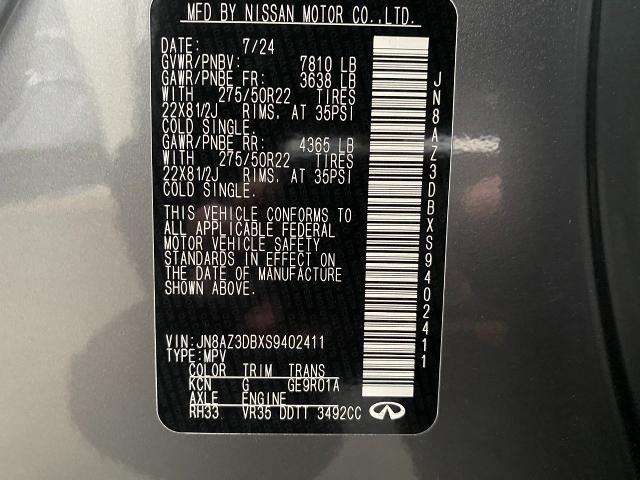 MFD BY NISSAN MOTOR CO.,LTD.
DATE: 7/24
GVWR/PNBV: 7810 LB
GAWR/PNBE FR: 3638 LB
WITH 275/50R22 TIRES
22X81/2J RIMS. AT 35PSI
COLD SINGLE.
GAWR/PNBE RR: 4365 LB
WITH 275/50R22 TIRES
22X81/2J RIMS. AT 35PSI
COLD SINGLE.
THIS VEHICLE CONFORMS TO
ALL APPLICABLE FEDERAL
MOTOR VEHICLE SAFETY
STANDARDS IN EFFECT ON
THE DATE OF MANUFACTURE
SHOWN ABOVE.
VIN:JN8AZ3DBXS9402411
TYPE:MPV
COLOR TRIM TRANS
KCN G GE9R01A
AXLE ENGINE
RH33 VR35 DDTT 3492CC
JN8AZ3DBXS9402411